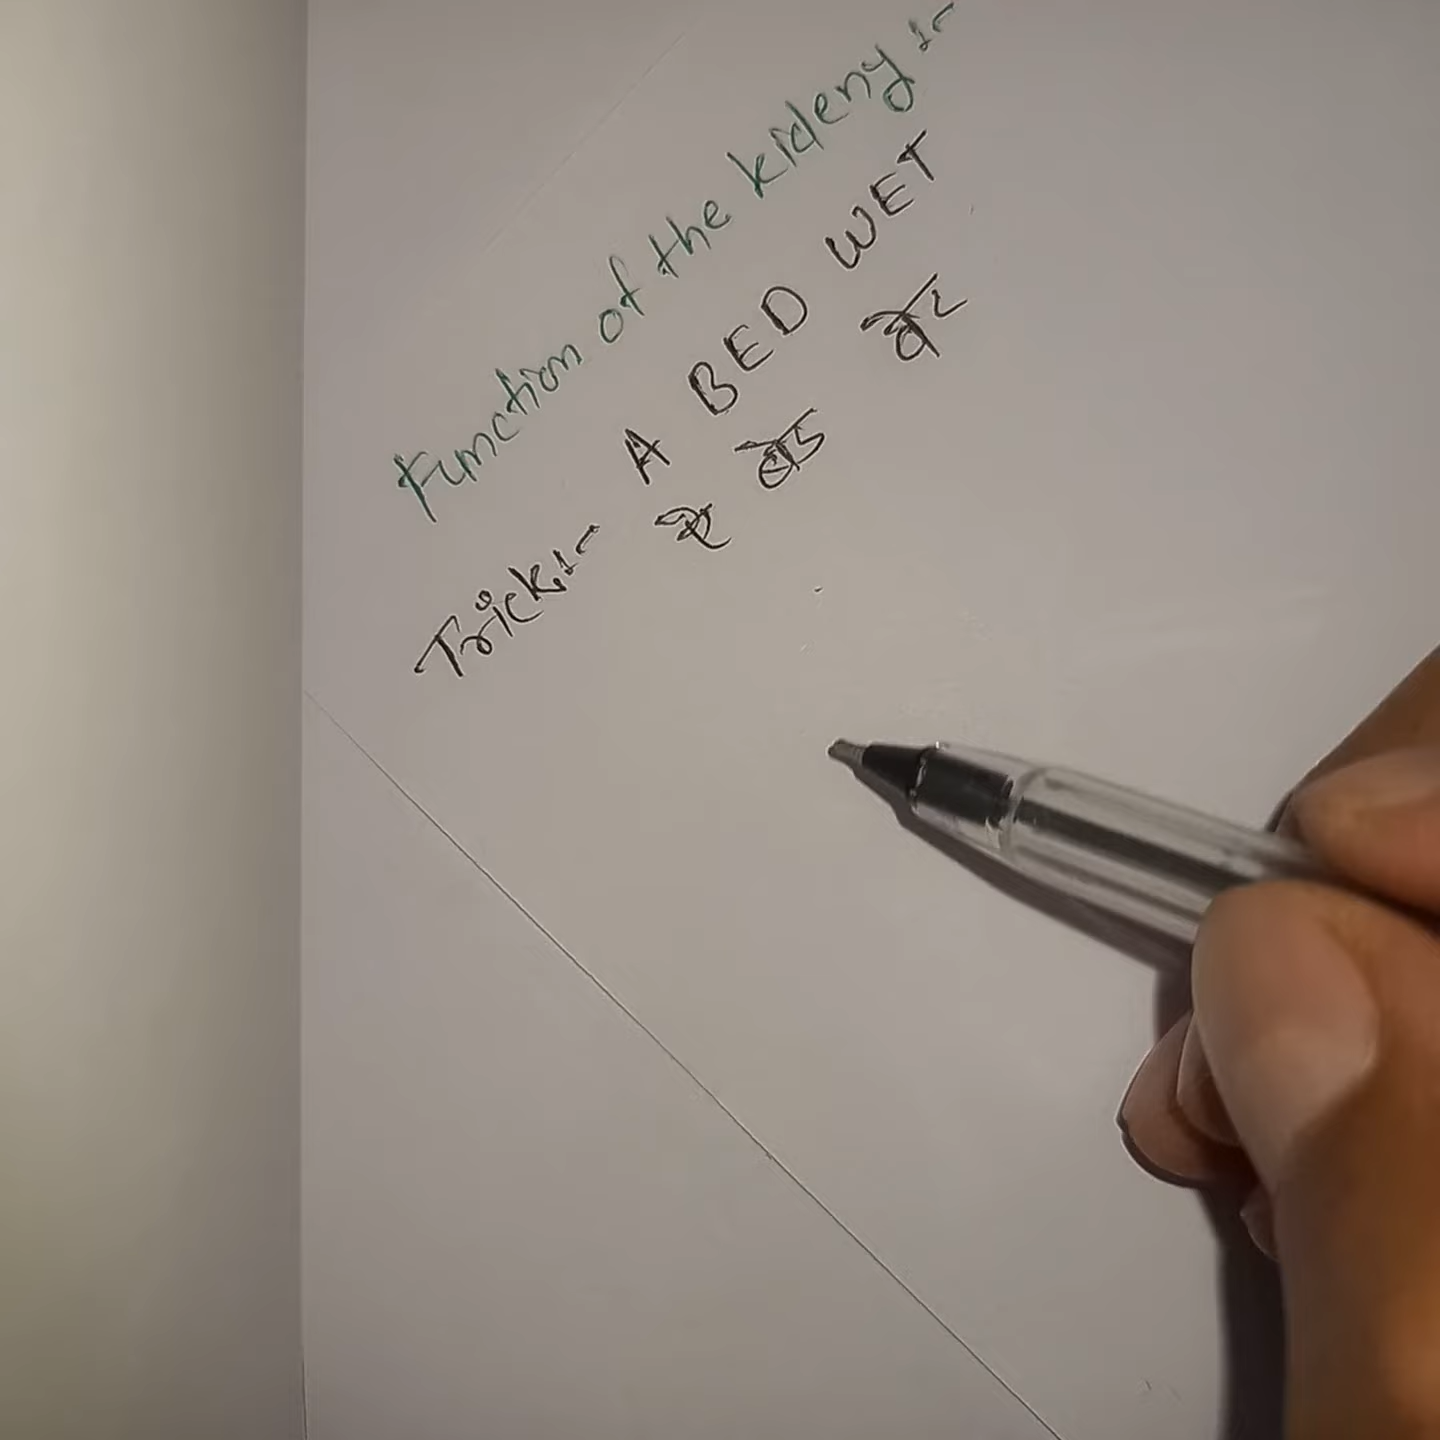 Function of the kideny :-
Trick :- A BED WET
ए बेड वेट